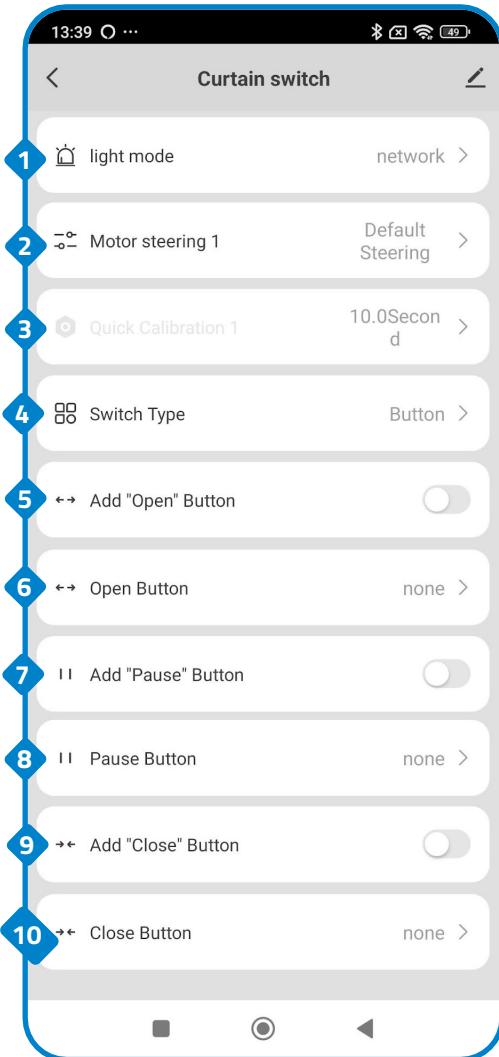 13:39 ... 49
Curtain switch
1 light mode network
2 Motor steering 1 Default
Steering
3 Quick Calibration 1 10.0Secon
d
4 Switch Type Button
5 Add "Open" Button
6 Open Button none
7 Add "Pause" Button
8 Pause Button none
9 Add "Close" Button
10 Close Button none